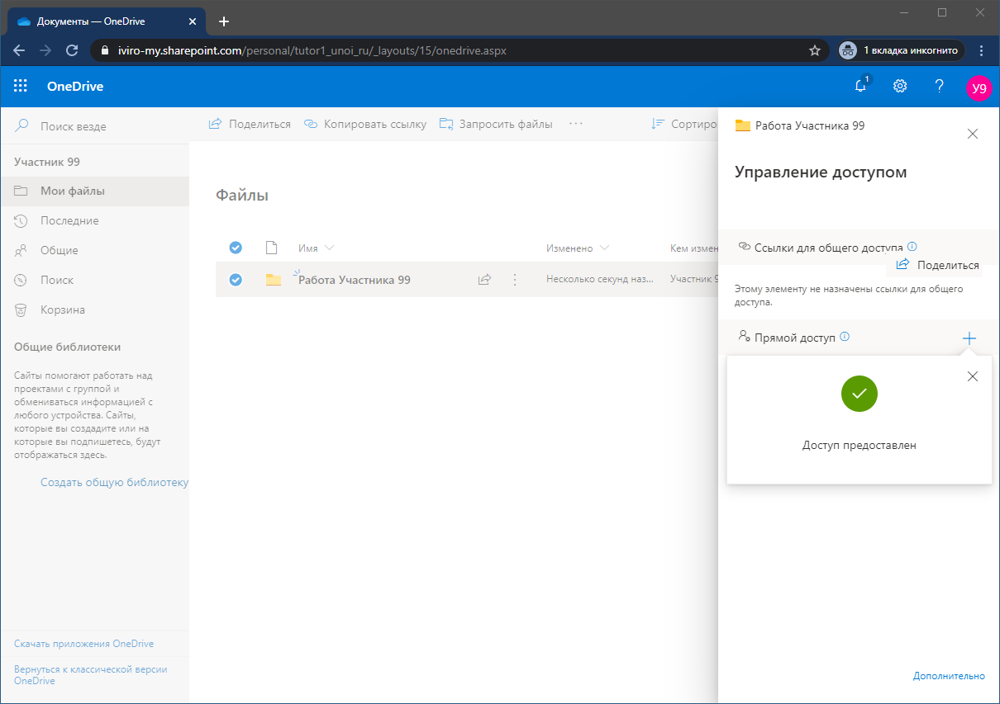 Документы — OneDrive
iviro-my.sharepoint.com/personal/tutor1_unoi_ru/_layouts/15/onedrive.aspx
1 вкладка инкогнито
OneDrive
1
У9
Поиск везде
Участник 99
Мои файлы
Последние
Общие
Поиск
Корзина
Общие библиотеки
Сайты помогают работать над
проектами с группой и
обмениваться информацией с
любого устройства. Сайты,
которые вы создадите или на
которые вы подпишетесь, будут
отображаться здесь.
Создать общую библиотеку
Скачать приложения OneDrive
Вернуться к классической версии
OneDrive
Поделиться Копировать ссылку Запросить файлы ... Сортиро
Файлы
Имя Изменено Кем измен
Работа Участника 99 Несколько секунд наз... Участник 9
Работа Участника 99
Управление доступом
Ссылки для общего доступа
Поделиться
Этому элементу не назначены ссылки для общего
доступа.
Прямой доступ
Доступ предоставлен
Дополнительно